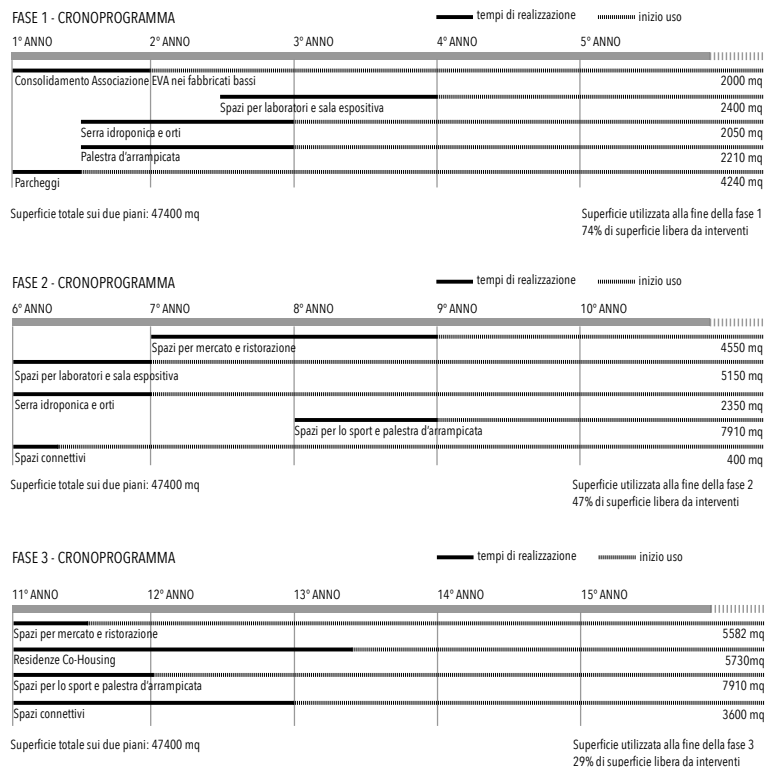 FASE 1 - CRONOPROGRAMMA
tempi di realizzazione
inizio uso
1° ANNO 2° ANNO 3° ANNO 4° ANNO 5° ANNO
Consolidamento Associazione EVA nei fabbricati bassi 2000 mq
Spazi per laboratori e sala espositiva 2400 mq
Serra idroponica e orti 2050 mq
Palestra d'arrampicata 2210 mq
Parcheggi 4240 mq
Superficie totale sui due piani: 47400 mq
Superficie utilizzata alla fine della fase 1
74% di superficie libera da interventi
FASE 2 - CRONOPROGRAMMA
tempi di realizzazione
inizio uso
6° ANNO 7° ANNO 8° ANNO 9° ANNO 10° ANNO
Spazi per mercato e ristorazione 4550 mq
Spazi per laboratori e sala espositiva 5150 mq
Serra idroponica e orti 2350 mq
Spazi per lo sport e palestra d'arrampicata 7910 mq
Spazi connettivi 400 mq
Superficie totale sui due piani: 47400 mq
Superficie utilizzata alla fine della fase 2
47% di superficie libera da interventi
FASE 3 - CRONOPROGRAMMA
tempi di realizzazione
inizio uso
11° ANNO 12° ANNO 13° ANNO 14° ANNO 15° ANNO
Spazi per mercato e ristorazione 5582 mq
Residenze Co-Housing 5730mq
Spazi per lo sport e palestra d'arrampicata 7910 mq
Spazi connettivi 3600 mq
Superficie totale sui due piani: 47400 mq
Superficie utilizzata alla fine della fase 3
29% di superficie libera da interventi